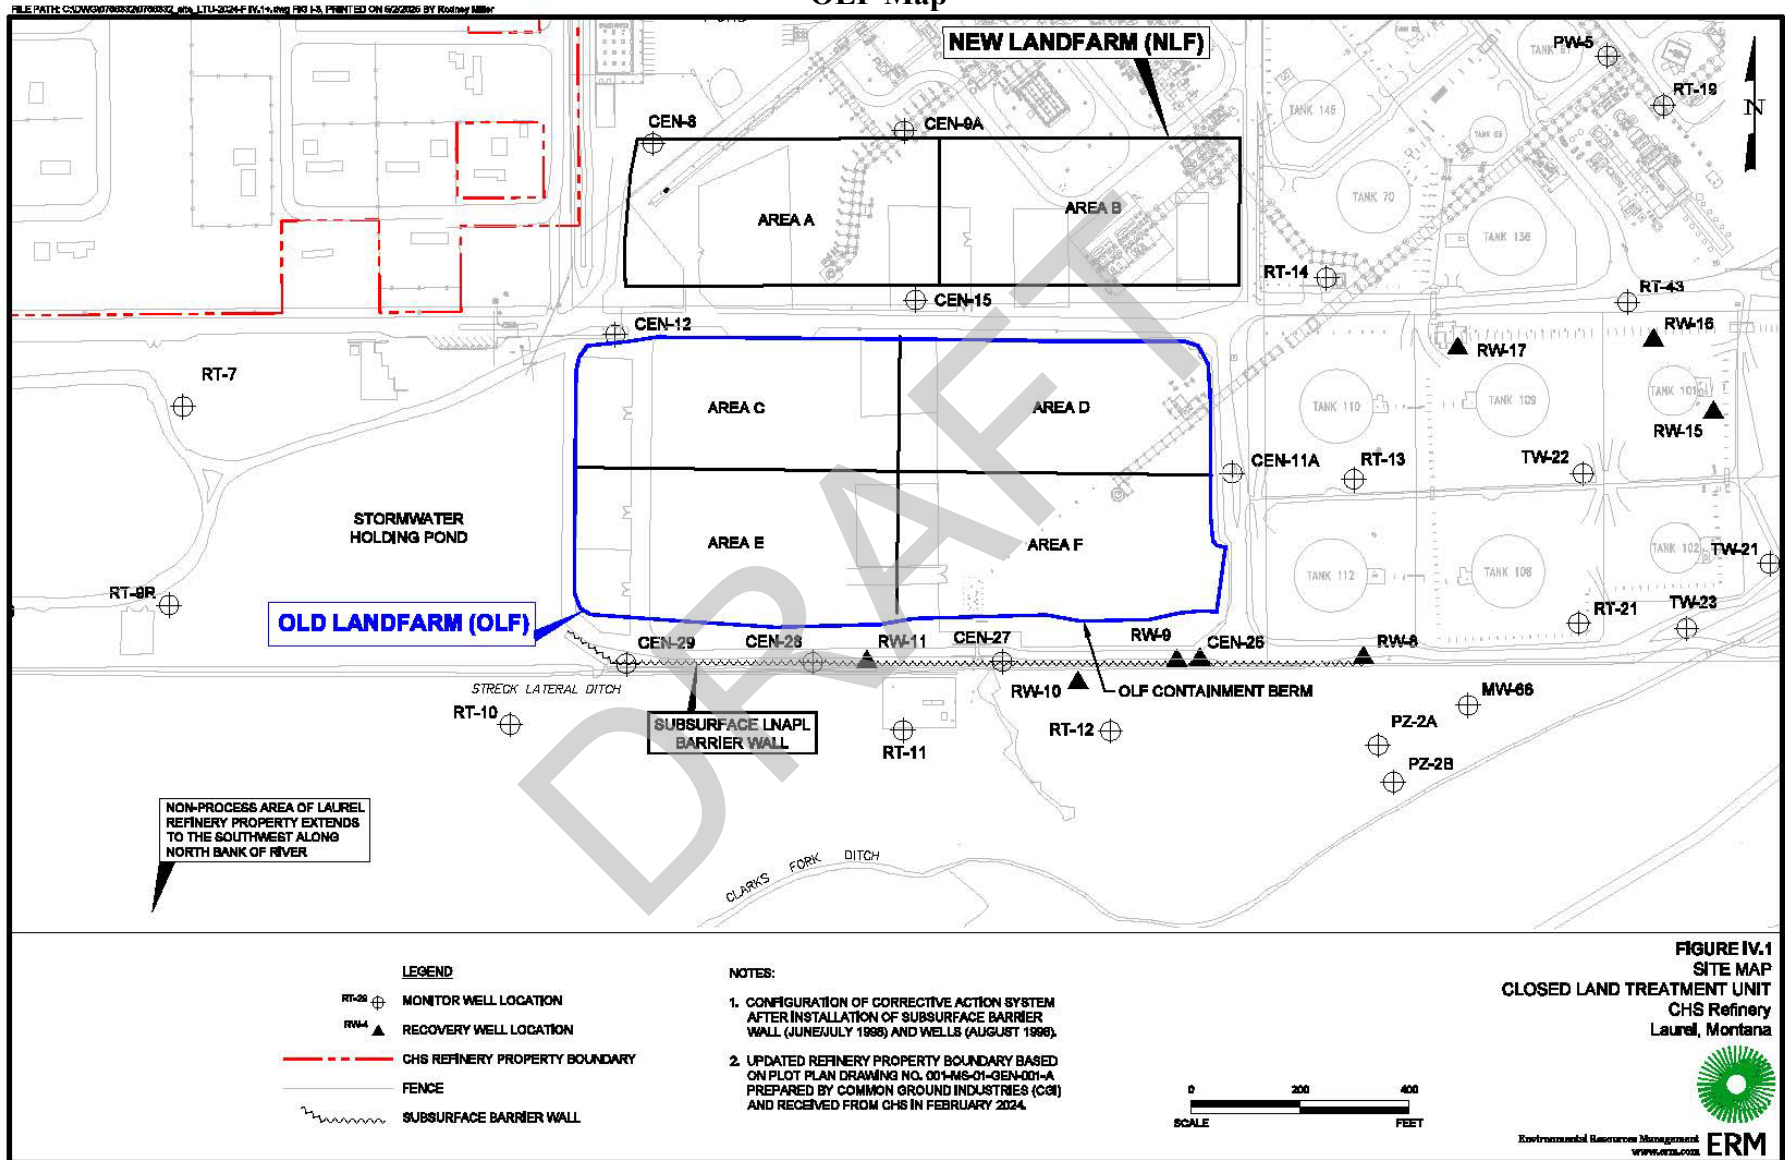 OLF Map
NEW LANDFARM (NLF)
PW-5
RT-19
N
CEN-8
CEN-9A
TANK 146
TANK 70
TANK 136
AREA A
AREA B
RT-14
CEN-15
RT-43
RW-16
CEN-12
RW-17
RT-7
AREA C
AREA D
TANK 110
TANK 109
TANK 101
RW-15
CEN-11A
RT-13
TW-22
STORMWATER
HOLDING POND
AREA E
AREA F
TANK 112
TANK 108
TANK 102
TW-21
RT-9R
RT-21
TW-23
OLD LANDFARM (OLF)
CEN-29
CEN-28
RW-11
CEN-27
RW-9
CEN-26
RW-8
STRECK LATERAL DITCH
RW-10
OLF CONTAINMENT BERM
MW-66
RT-10
SUBSURFACE LNAPL
BARRIER WALL
RT-11
RT-12
PZ-2A
PZ-2B
DRAFT
NON-PROCESS AREA OF LAUREL
REFINERY PROPERTY EXTENDS
TO THE SOUTHWEST ALONG
NORTH BANK OF RIVER
CLARKS FORK DITCH
LEGEND
RT-29 MONITOR WELL LOCATION
RW-4 RECOVERY WELL LOCATION
CHS REFINERY PROPERTY BOUNDARY
FENCE
SUBSURFACE BARRIER WALL
NOTES:
1. CONFIGURATION OF CORRECTIVE ACTION SYSTEM
AFTER INSTALLATION OF SUBSURFACE BARRIER
WALL (JUNE/JULY 1998) AND WELLS (AUGUST 1998).
2. UPDATED REFINERY PROPERTY BOUNDARY BASED
ON PLOT PLAN DRAWING NO. 001-MS-01-GEN-001-A
PREPARED BY COMMON GROUND INDUSTRIES (CGI)
AND RECEIVED FROM CHS IN FEBRUARY 2024.
0 200 400
SCALE FEET
FIGURE IV.1
SITE MAP
CLOSED LAND TREATMENT UNIT
CHS Refinery
Laurel, Montana
Environmental Resources Management
www.erm.com
ERM